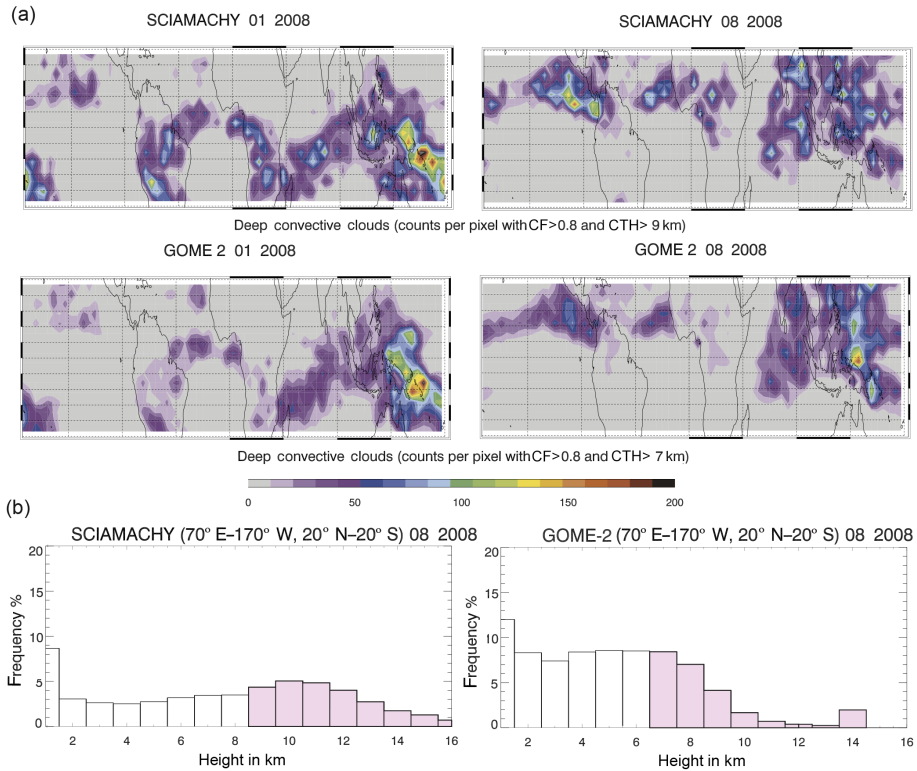 (a)
SCIAMACHY 01 2008
SCIAMACHY 08 2008
Deep convective clouds (counts per pixel with CF>0.8 and CTH> 9 km)
GOME 2 01 2008
GOME 2 08 2008
Deep convective clouds (counts per pixel with CF>0.8 and CTH> 7 km)
0 50 100 150 200
(b)
SCIAMACHY (70° E–170° W, 20° N–20° S) 08 2008
GOME-2 (70° E–170° W, 20° N–20° S) 08 2008
Frequency %
20
15
10
5
0
2 4 6 8 10 12 14 16
Height in km
Frequency %
20
15
10
5
0
2 4 6 8 10 12 14 16
Height in km